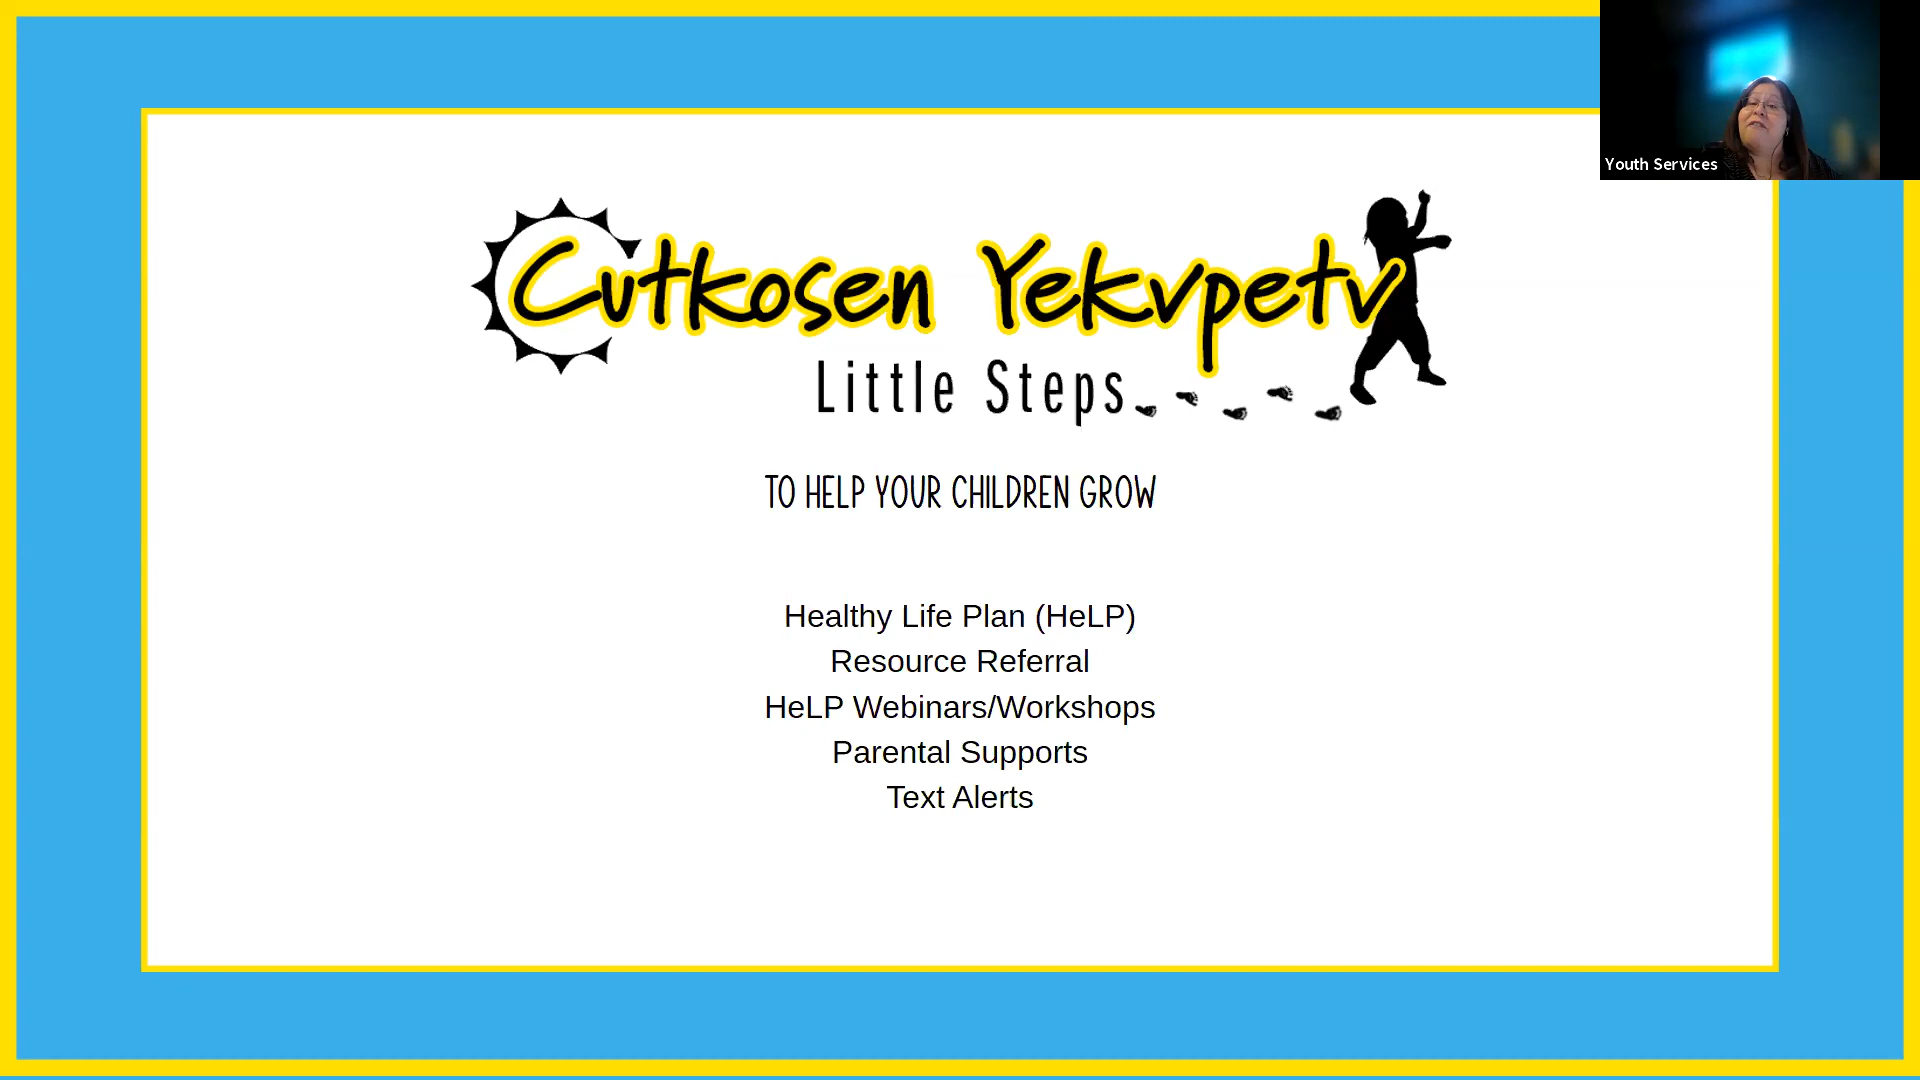 Cutkosen Yekvpetv
Little Steps
TO HELP YOUR CHILDREN GROW
Healthy Life Plan (HeLP)
Resource Referral
HeLP Webinars/Workshops
Parental Supports
Text Alerts
Youth Services